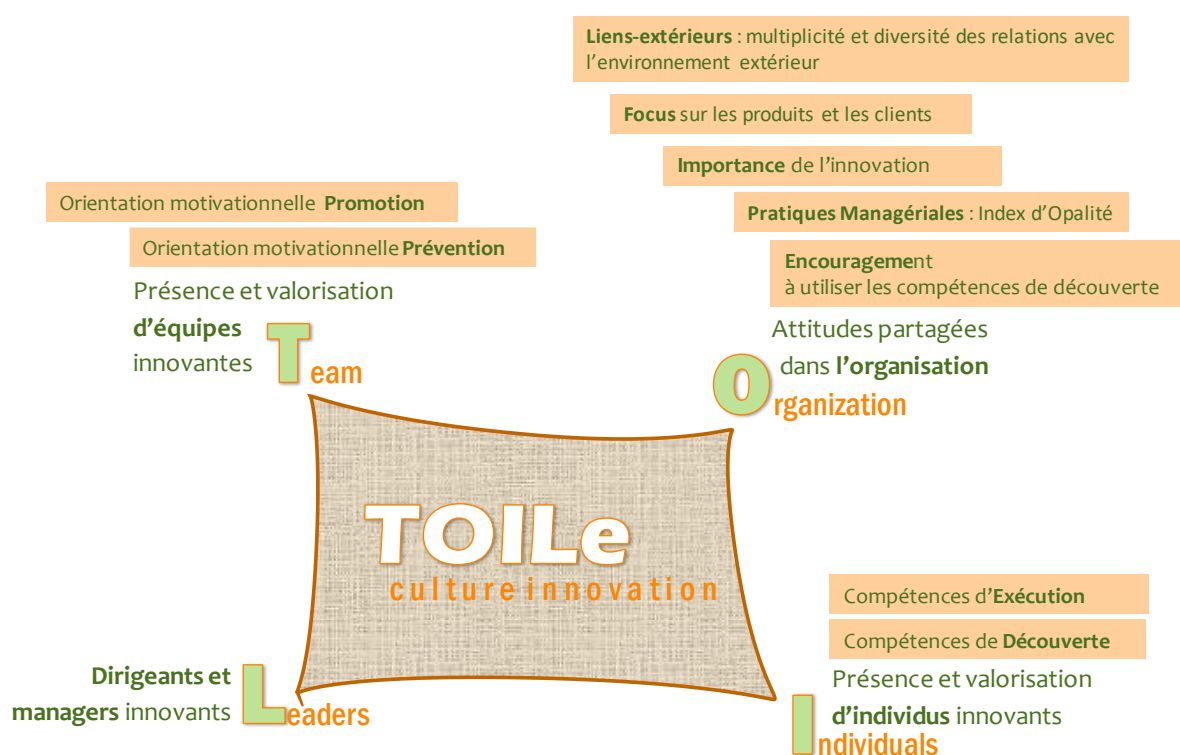 Liens-extérieurs : multiplicité et diversité des relations avec
l’environnement extérieur
Focus sur les produits et les clients
Importance de l’innovation
Pratiques Managériales : Index d’Opalité
Encouragement
à utiliser les compétences de découverte
Attitudes partagées
dans l’organisation
Organization
Orientation motivationnelle Promotion
Orientation motivationnelle Prévention
Présence et valorisation
d’équipes
innovantes
Team
TOILe
culture innovation
Compétences d’Exécution
Compétences de Découverte
Présence et valorisation
d’individus innovants
Individuals
Dirigeants et
managers innovants
Leaders